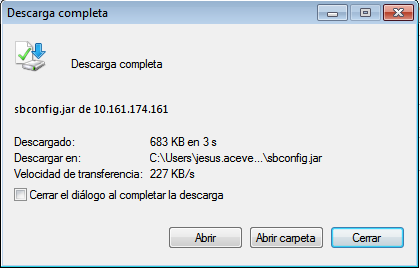 Descarga completa
Descarga completa
sbconfig.jar de 10.161.174.161
Descargado: 683 KB en 3 s
Descargar en: C:\Users\jesus.aceve...\sbconfig.jar
Velocidad de transferencia: 227 KB/s
Cerrar el diálogo al completar la descarga
Abrir Abrir carpeta Cerrar